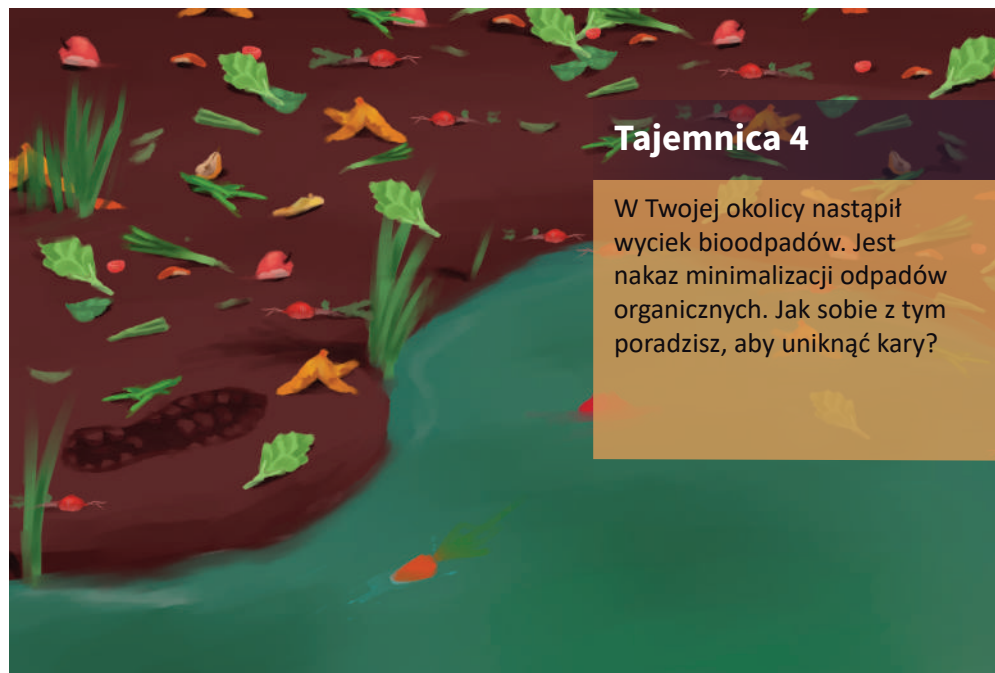 Tajemnica 4
W Twojej okolicy nastąpił
wyciek bioodpadów. Jest
nakaz minimalizacji odpadów
organicznych. Jak sobie z tym
poradzisz, aby uniknąć kary?